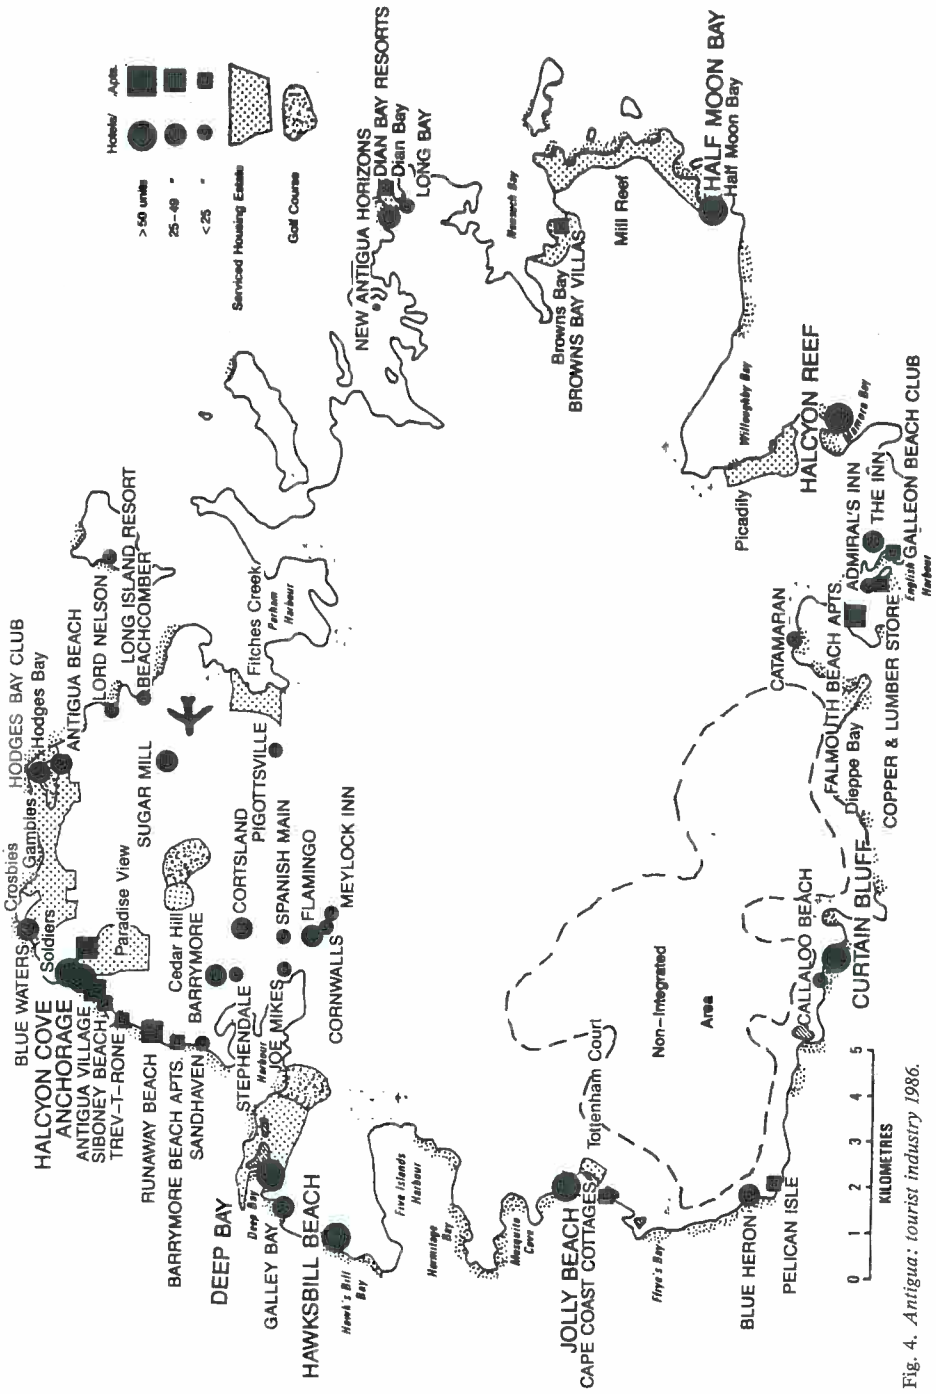 Hotels/ Apts.
>50 units
25–49 "
<25 "
Serviced Housing Estate
Golf Course
BLUE WATERS
Crosbies
HODGES BAY CLUB
Gambles
Hodges Bay
Soldiers
HALCYON COVE
ANCHORAGE
ANTIGUA VILLAGE
SIBONEY BEACH
TREV–T–RONE
Paradise View
ANTIGUA BEACH
LORD NELSON
LONG ISLAND RESORT
BEACHCOMBER
SUGAR MILL
RUNAWAY BEACH
BARRYMORE BEACH APTS.
SANDHAVEN
Cedar Hill
BARRYMORE
CORTSLAND
PIGOTTSVILLE
Fitches Creek
Parham
Harbour
STEPHENDALE
Harbour
JOE MIKES
SPANISH MAIN
FLAMINGO
MEYLOCK INN
CORNWALLS
DEEP BAY
Deep Bay
GALLEY BAY
HAWKSBILL BEACH
Hawk's Bill
Bay
Five Islands
Harbour
Hermitage
Bay
Mosquito
Cove
JOLLY BEACH
CAPE COAST COTTAGES
Tottenham Court
Non–Integrated
Area
Ffrye's Bay
BLUE HERON
PELICAN ISLE
NEW ANTIGUA HORIZONS
DIAN BAY RESORTS
Dian Bay
LONG BAY
Nonsuch Bay
Browns Bay
BROWNS BAY VILLAS
Mill Reef
HALF MOON BAY
Half Moon Bay
Willoughby Bay
Picadily
HALCYON REEF
Mamora Bay
CATAMARAN
FALMOUTH BEACH APTS.
ADMIRAL'S INN
THE INN
GALLEON BEACH CLUB
English
Harbour
Dieppe Bay
COPPER & LUMBER STORE
CALLALOO BEACH
CURTAIN BLUFF
0 1 2 3 4 5
KILOMETRES
Fig. 4. Antigua: tourist industry 1986.